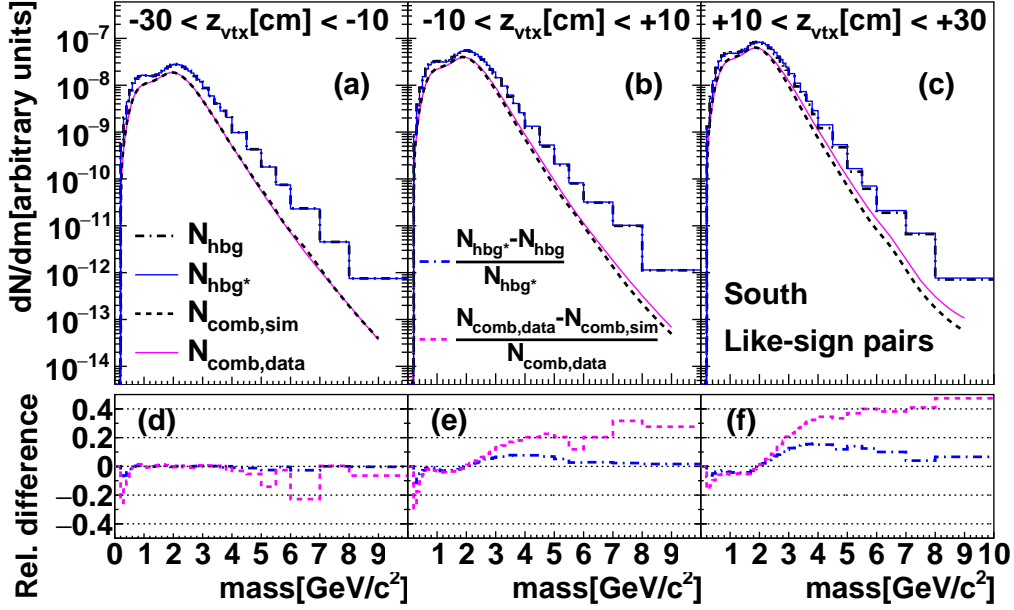 -30 < z_vtx[cm] < -10
-10 < z_vtx[cm] < +10
+10 < z_vtx[cm] < +30
dN/dm[arbitrary units]
10^-7
10^-8
10^-9
10^-10
10^-11
10^-12
10^-13
10^-14
(a)
(b)
(c)
N_hbg
N_hbg*
N_comb,sim
N_comb,data
N_hbg*-N_hbg
N_hbg*
N_comb,data-N_comb,sim
N_comb,data
South
Like-sign pairs
Rel. difference
0.4
0.2
0
−0.2
−0.4
(d)
(e)
(f)
0 1 2 3 4 5 6 7 8 9
1 2 3 4 5 6 7 8 9
1 2 3 4 5 6 7 8 9 10
mass[GeV/c^2]
mass[GeV/c^2]
mass[GeV/c^2]